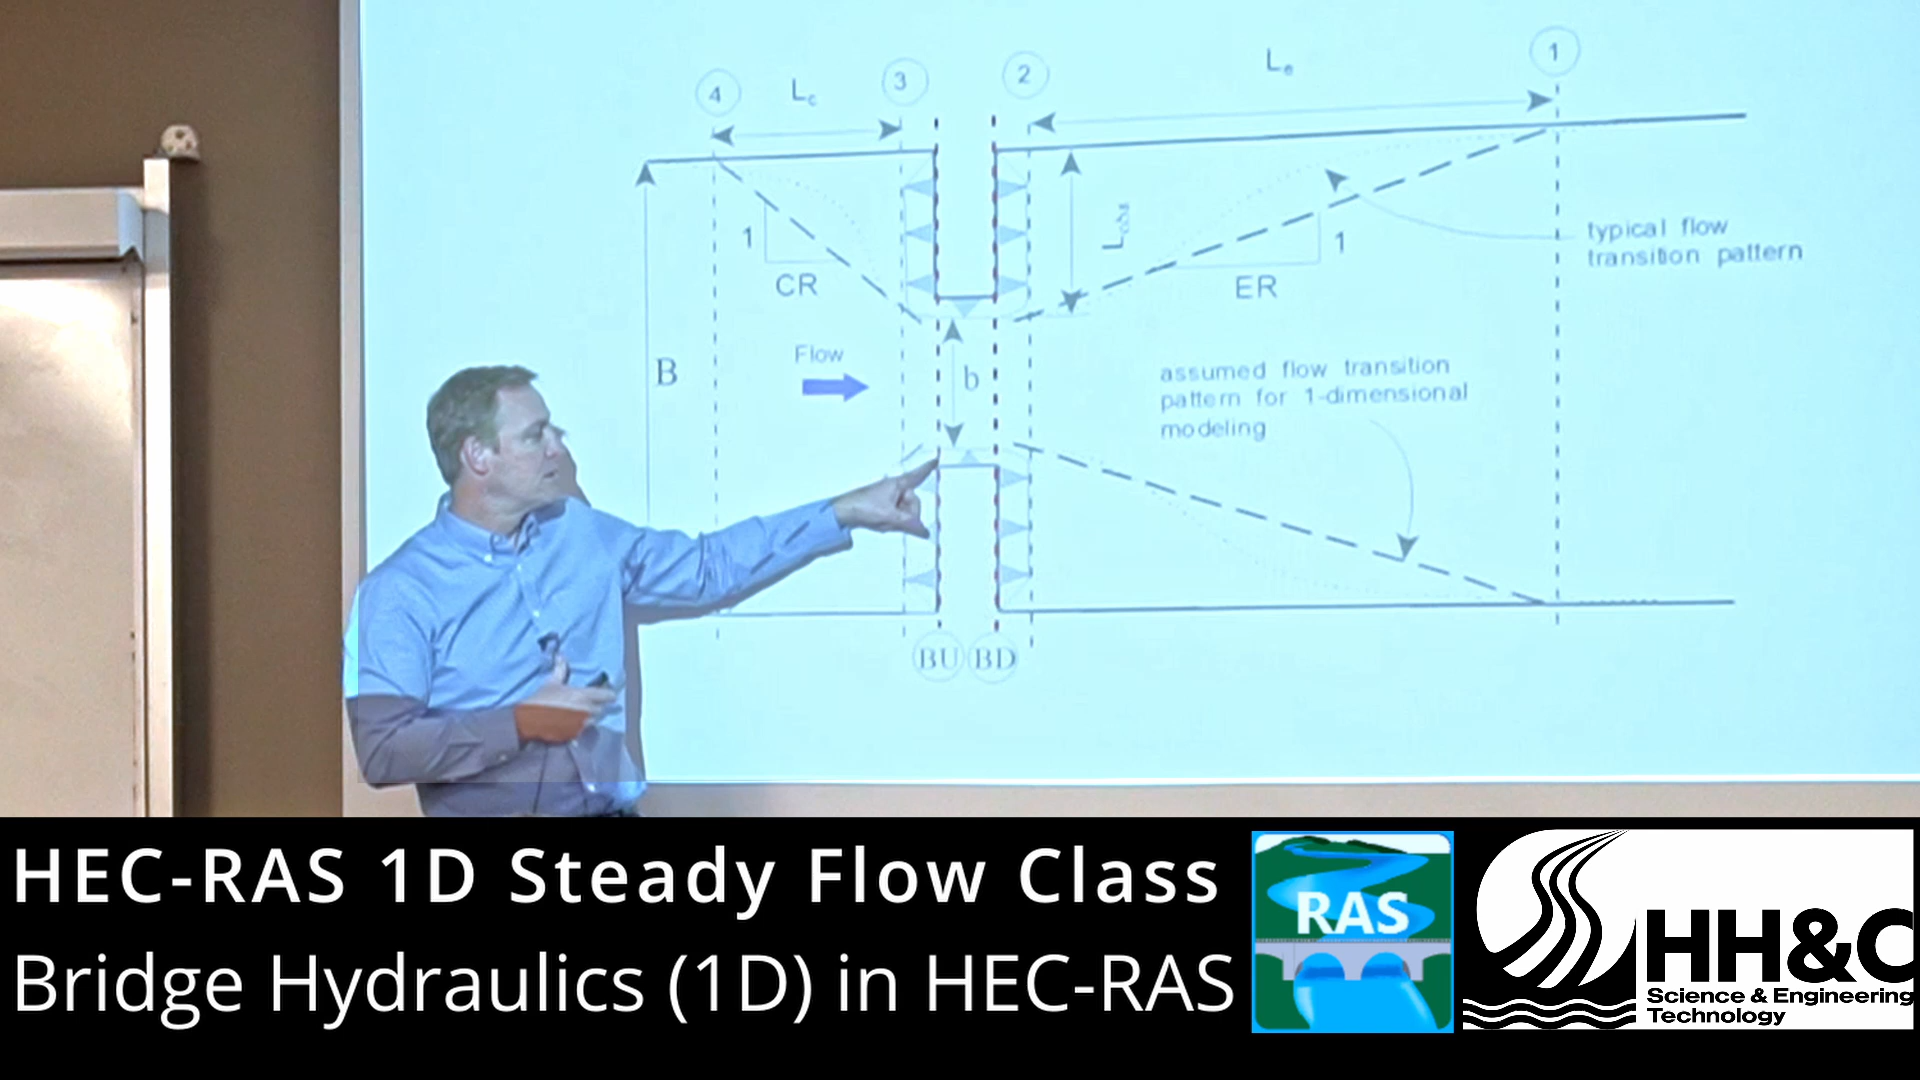 1
Le
2
3
4
Lc
1
1
CR
ER
typical flow
transition pattern
B
Flow
b
assumed flow transition
pattern for 1-dimensional
modeling
BU
BD
HEC-RAS 1D Steady Flow Class
Bridge Hydraulics (1D) in HEC-RAS
RAS
HH&C
Science & Engineering
Technology